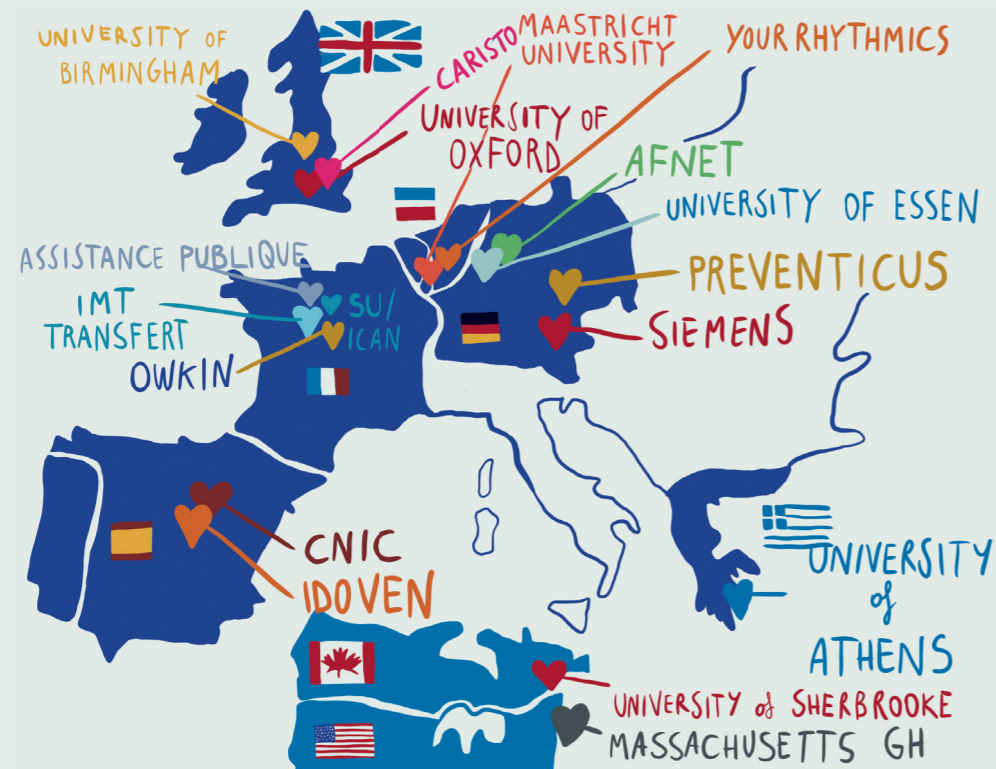 UNIVERSITY OF
BIRMINGHAM
CARISTO
MAASTRICHT
UNIVERSITY
YOUR RHYTHMICS
UNIVERSITY OF
OXFORD
AFNET
UNIVERSITY OF ESSEN
ASSISTANCE PUBLIQUE
IMT
TRANSFERT
SU/
ICAN
OWKIN
PREVENTICUS
SIEMENS
CNIC
IDOVEN
UNIVERSITY
of
ATHENS
UNIVERSITY of SHERBROOKE
MASSACHUSETTS GH